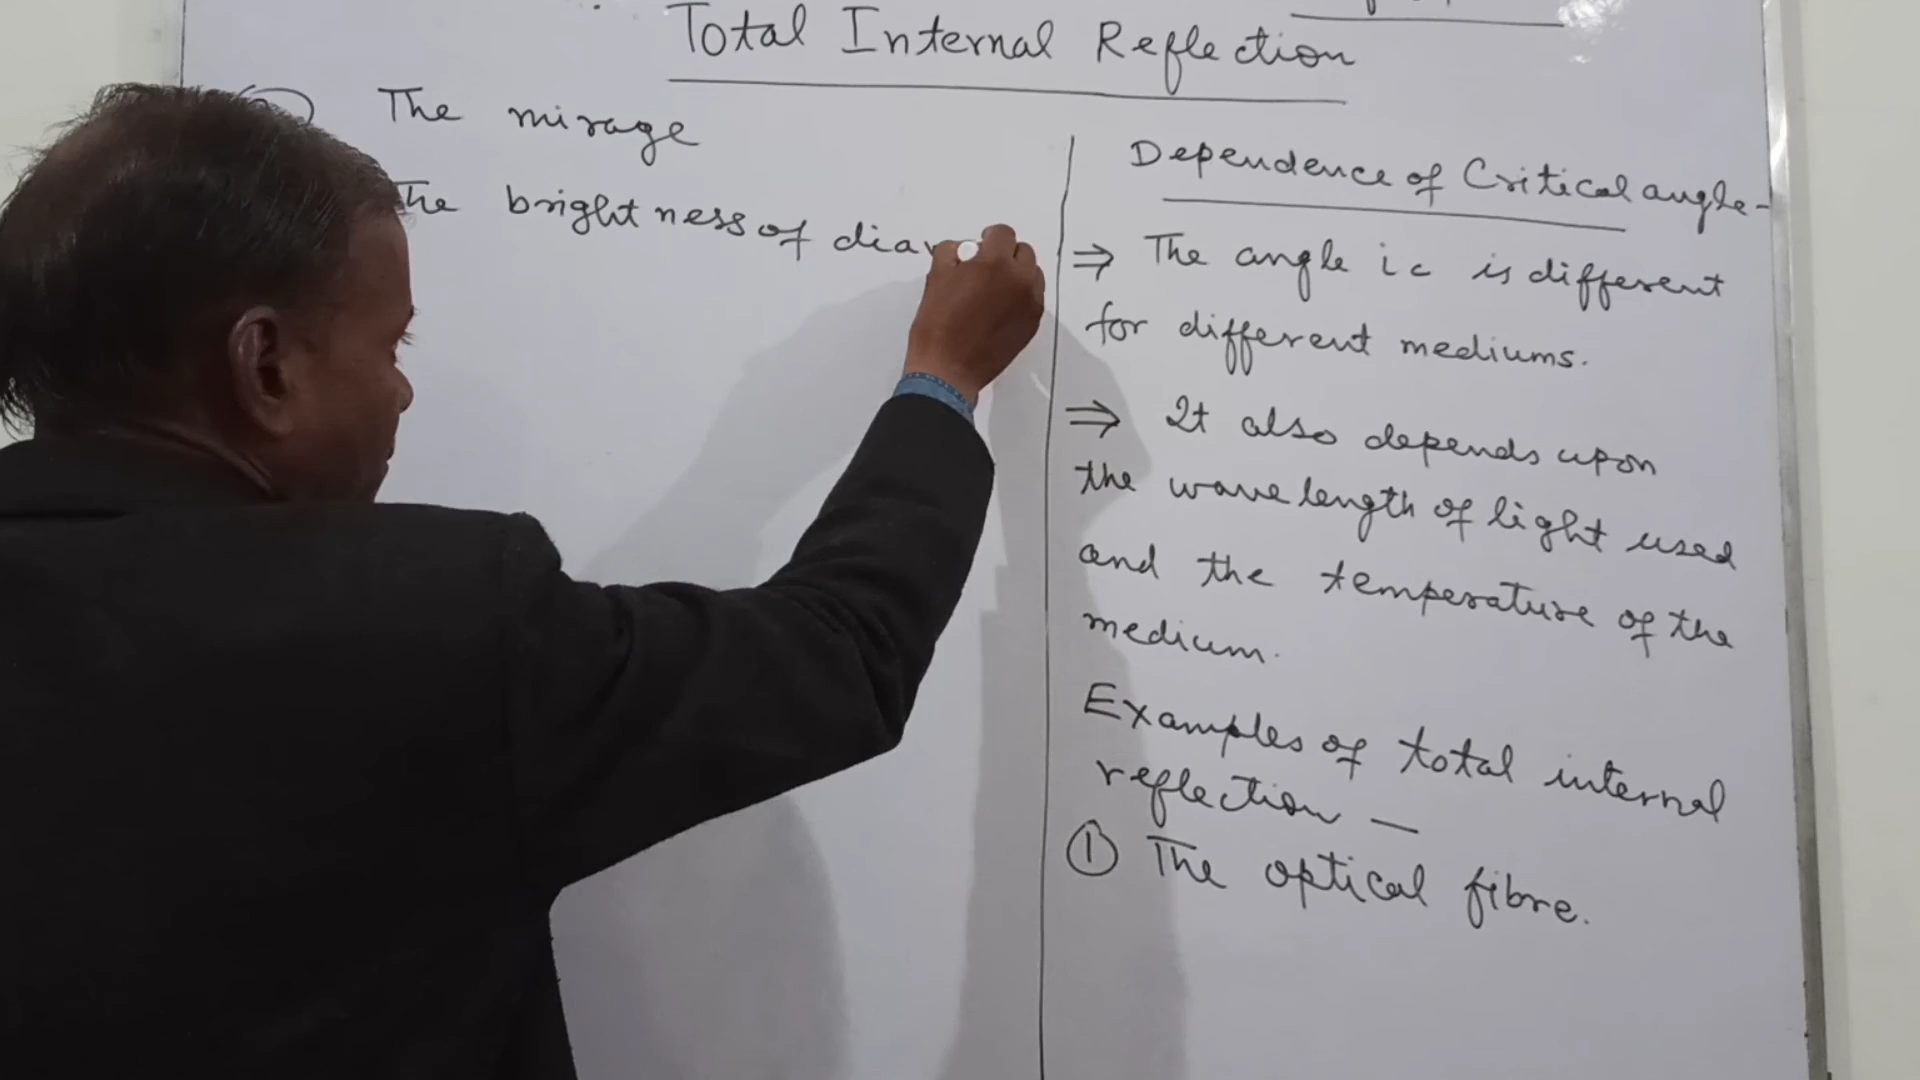 Total Internal Reflection
The mirage
The brightness of
Dependence of Critical angle-
⇒ The angle ic is different
for different mediums.
⇒ It also depends upon
the wavelength of light used
and the temperature of the
medium.
Examples of total internal
reflection —
① The optical fibre.